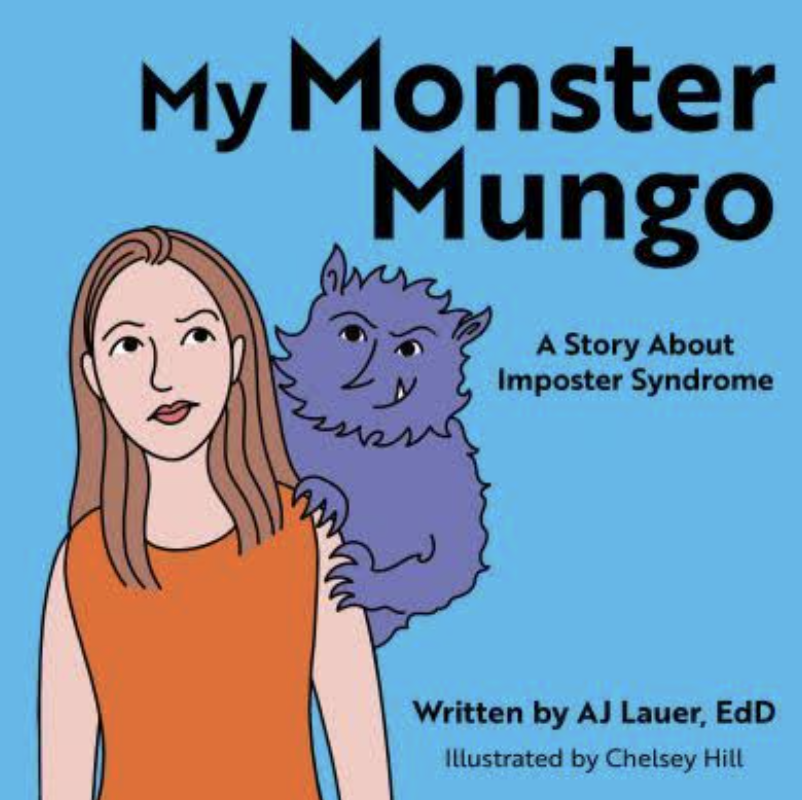 My Monster
Mungo
A Story About
Imposter Syndrome
Written by AJ Lauer, EdD
Illustrated by Chelsey Hill